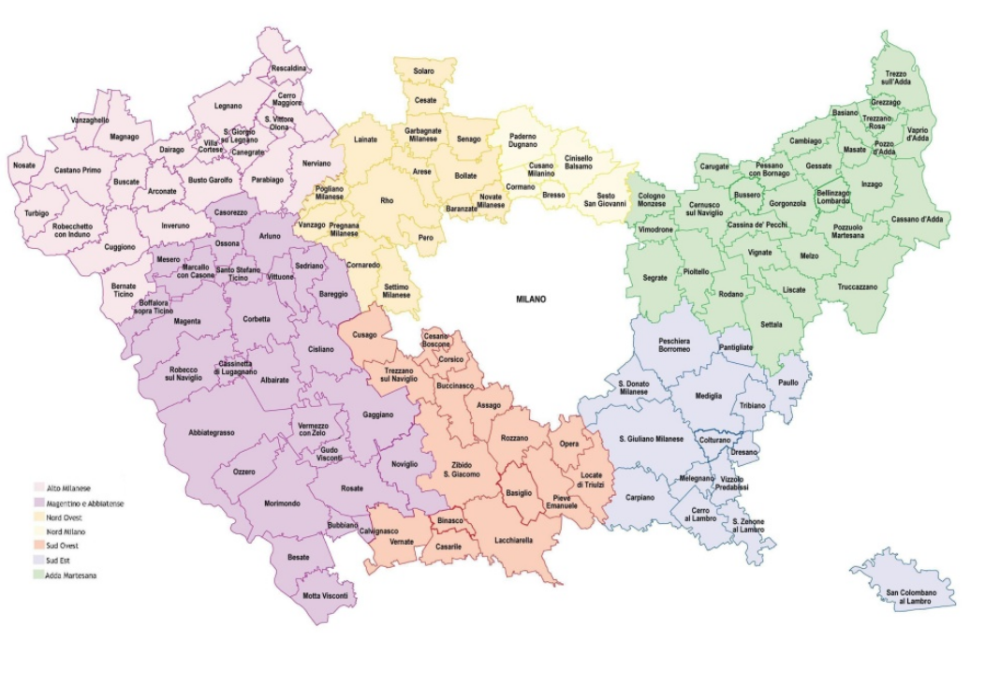 Rescaldina
Legnano
Cerro
Maggiore
S. Vittore
Olona
Vanzaghello
Magnago
Dairago
S. Giorgio
su Legnano
Villa
Cortese
Canegrate
Nosate
Castano Primo
Buscate
Arconate
Busto Garolfo
Parabiago
Nerviano
Turbigo
Robecchetto
con Induno
Inveruno
Cuggiono
Bernate
Ticino
Solaro
Cesate
Lainate
Garbagnate
Milanese
Senago
Arese
Bollate
Pogliano
Milanese
Rho
Baranzate
Novate
Milanese
Vanzago
Pregnana
Milanese
Pero
Cornaredo
Settimo
Milanese
Paderno
Dugnano
Cinisello
Balsamo
Cusano
Milanino
Cormano
Bresso
Sesto
San Giovanni
Trezzo
sull'Adda
Grezzago
Basiano
Trezzano
Rosa
Vaprio
d'Adda
Cambiago
Masate
Pozzo
d'Adda
Carugate
Pessano
con Bornago
Gessate
Inzago
Cologno
Monzese
Cernusco
sul Naviglio
Bussero
Gorgonzola
Bellinzago
Lombardo
Cassano d'Adda
Vimodrone
Cassina de' Pecchi
Pozzuolo
Martesana
Segrate
Pioltello
Vignate
Melzo
Rodano
Liscate
Truccazzano
Settala
MILANO
Casorezzo
Ossona
Arluno
Mesero
Marcallo
con Casone
Santo Stefano
Ticino
Vittuone
Sedriano
Bareggio
Boffalora
sopra Ticino
Magenta
Corbetta
Cisliano
Robecco
sul Naviglio
Cassinetta
di Lugagnano
Albairate
Abbiategrasso
Vermezzo
con Zelo
Gaggiano
Gudo
Visconti
Noviglio
Ozzero
Rosate
Morimondo
Bubbiano
Calvignasco
Besate
Motta Visconti
Cusago
Cesano
Boscone
Corsico
Trezzano
sul Naviglio
Buccinasco
Assago
Rozzano
Opera
Zibido
S. Giacomo
Basiglio
Locate
di Triulzi
Pieve
Emanuele
Vernate
Binasco
Casarile
Lacchiarella
Peschiera
Borromeo
Pantigliate
S. Donato
Milanese
Mediglia
Paullo
Tribiano
S. Giuliano Milanese
Colturano
Dresano
Melegnano
Vizzolo
Predabissi
Carpiano
Cerro
al Lambro
S. Zenone
al Lambro
San Colombano
al Lambro
Alto Milanese
Magentino e Abbiatense
Nord Ovest
Nord Milano
Sud Ovest
Sud Est
Adda Martesana